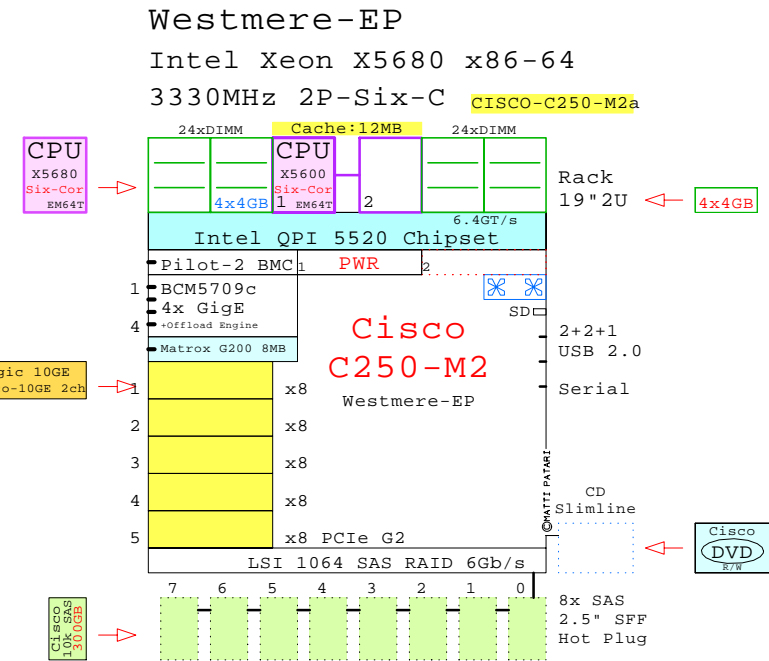 Westmere-EP
Intel Xeon X5680 x86-64
3330MHz 2P-Six-C
CISCO-C250-M2a
24xDIMM
Cache:12MB
24xDIMM
CPU
X5680
Six-Cor
EM64T
4x4GB
CPU
X5600
Six-Cor
1 EM64T
2
Rack
19"2U
4x4GB
6.4GT/s
Intel QPI 5520 Chipset
Pilot-2 BMC
1 PWR 2
1 BCM5709c
4x GigE
4 +Offload Engine
Matrox G200 8MB
SD
Cisco
C250-M2
Westmere-EP
2+2+1
USB 2.0
Serial
gic 10GE
o-10GE 2ch
1 x8
2 x8
3 x8
4 x8
5 x8 PCIe G2
©MATTI PATARI
CD
Slimline
Cisco
DVD
R/W
LSI 1064 SAS RAID 6Gb/s
7 6 5 4 3 2 1 0
Cisco
10k SAS
300GB
8x SAS
2.5" SFF
Hot Plug